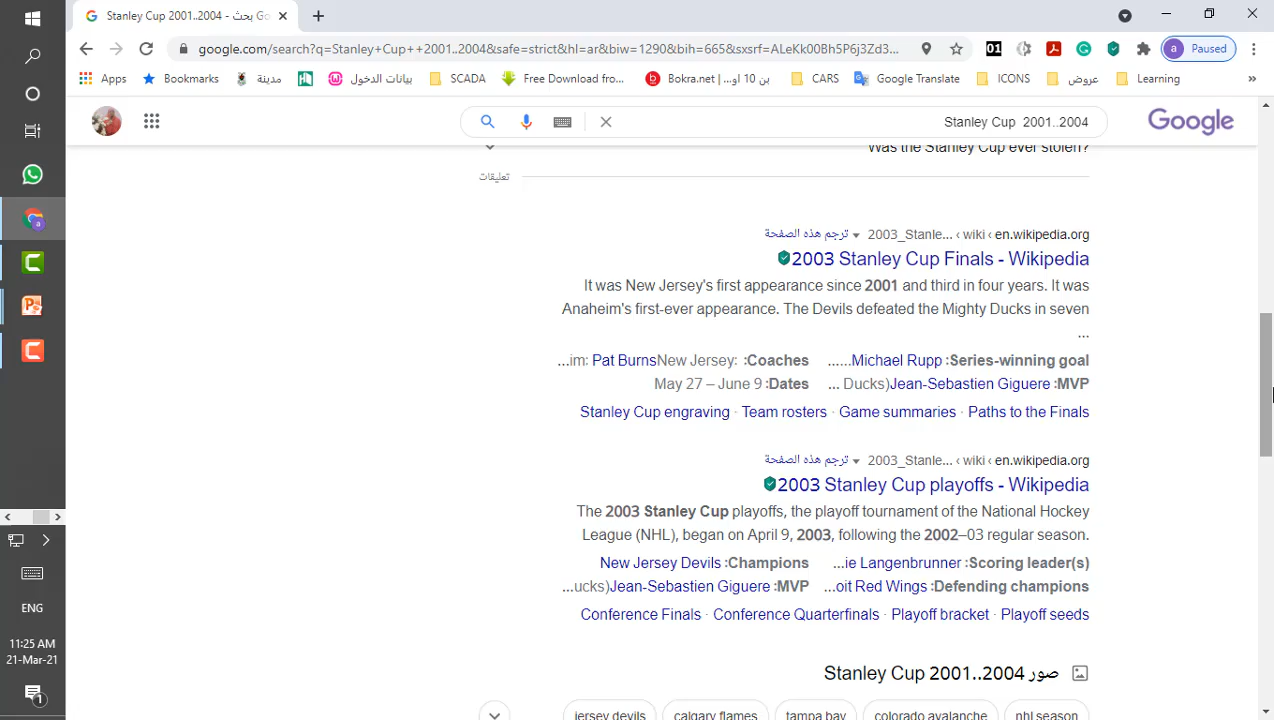 Stanley Cup 2001..2004 - بحث Go
google.com/search?q=Stanley+Cup++2001..2004&safe=strict&hl=ar&biw=1290&bih=665&sxsrf=ALeKk00Bh5P6j3Zd3...
01
a Paused
Apps
Bookmarks
مدينة
بيانات الدخول
SCADA
Free Download fro...
Bokra.net | بن 10 او...
CARS
Google Translate
ICONS
عروض
Learning
»
Stanley Cup 2001..2004
Google
Was the Stanley Cup ever stolen?
تعليقات
en.wikipedia.org › wiki › 2003_Stanle... ترجم هذه الصفحة
2003 Stanley Cup Finals - Wikipedia
It was New Jersey's first appearance since 2001 and third in four years. It was
Anaheim's first-ever appearance. The Devils defeated the Mighty Ducks in seven
...
...im: Pat BurnsNew Jersey: :Coaches ......Michael Rupp :Series-winning goal
May 27 – June 9 :Dates ... Ducks)Jean-Sebastien Giguere :MVP
Stanley Cup engraving · Team rosters · Game summaries · Paths to the Finals
en.wikipedia.org › wiki › 2003_Stanle... ترجم هذه الصفحة
2003 Stanley Cup playoffs - Wikipedia
The 2003 Stanley Cup playoffs, the playoff tournament of the National Hockey
League (NHL), began on April 9, 2003, following the 2002–03 regular season.
New Jersey Devils :Champions ...ie Langenbrunner :Scoring leader(s)
...ucks)Jean-Sebastien Giguere :MVP ...oit Red Wings :Defending champions
Conference Finals · Conference Quarterfinals · Playoff bracket · Playoff seeds
صور Stanley Cup 2001..2004
jersey devils
calgary flames
tampa bay
colorado avalanche
nhl season
ENG
11:25 AM
21-Mar-21
1